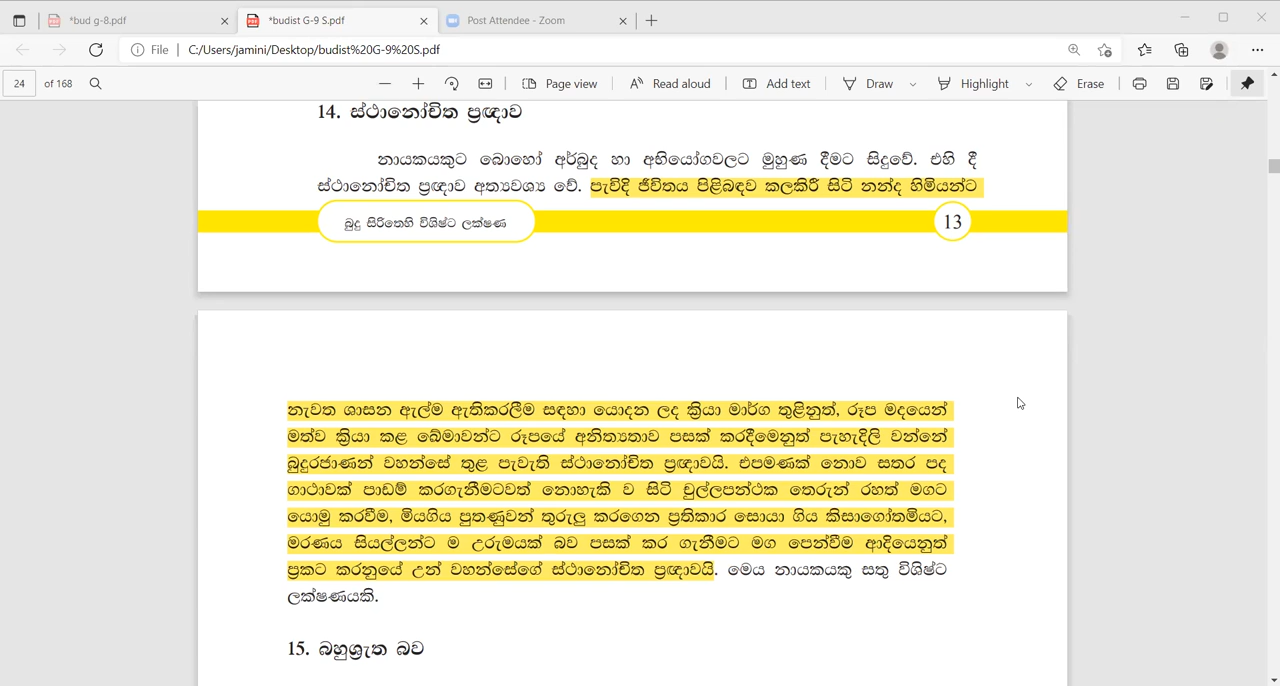 *bud g-8.pdf
*budist G-9 S.pdf
Post Attendee - Zoom
File C:/Users/jamini/Desktop/budist%20G-9%20S.pdf
24 of 168 Page view Read aloud Add text Draw Highlight Erase
14. ස්ථානෝචිත ප්‍රඥාව
නායකයකුට බොහෝ අර්බුද හා අභියෝගවලට මුහුණ දීමට සිදුවේ. එහි දී
ස්ථානෝචිත ප්‍රඥාව අත්‍යවශ්‍ය වේ. පැවිදි ජීවිතය පිළිබඳව කලකිරී සිටි නන්ද හිමියන්ට
බුදු සිරිතෙහි විශිෂ්ට ලක්ෂණ 13
නැවත ශාසන ඇල්ම ඇතිකරලීම සඳහා යොදන ලද ක්‍රියා මාර්ග තුළිනුත්, රූප මදයෙන්
මත්ව ක්‍රියා කළ ඛේමාවන්ට රූපයේ අනිත්‍යතාව පසක් කරදීමෙනුත් පැහැදිලි වන්නේ
බුදුරජාණන් වහන්සේ තුළ පැවැති ස්ථානෝචිත ප්‍රඥාවයි. එපමණක් නොව සතර පද
ගාථාවක් පාඩම් කරගැනීමටවත් නොහැකි ව සිටි චුල්ලපන්ථක තෙරුන් රහත් මගට
යොමු කරවීම, මියගිය පුතණුවන් තුරුලු කරගෙන ප්‍රතිකාර සොයා ගිය කිසාගෝතමියට,
මරණය සියල්ලන්ට ම උරුමයක් බව පසක් කර ගැනීමට මග පෙන්වීම ආදියෙනුත්
ප්‍රකට කරනුයේ උන් වහන්සේගේ ස්ථානෝචිත ප්‍රඥාවයි. මෙය නායකයකු සතු විශිෂ්ට
ලක්ෂණයකි.
15. බහුශ්‍රැත බව